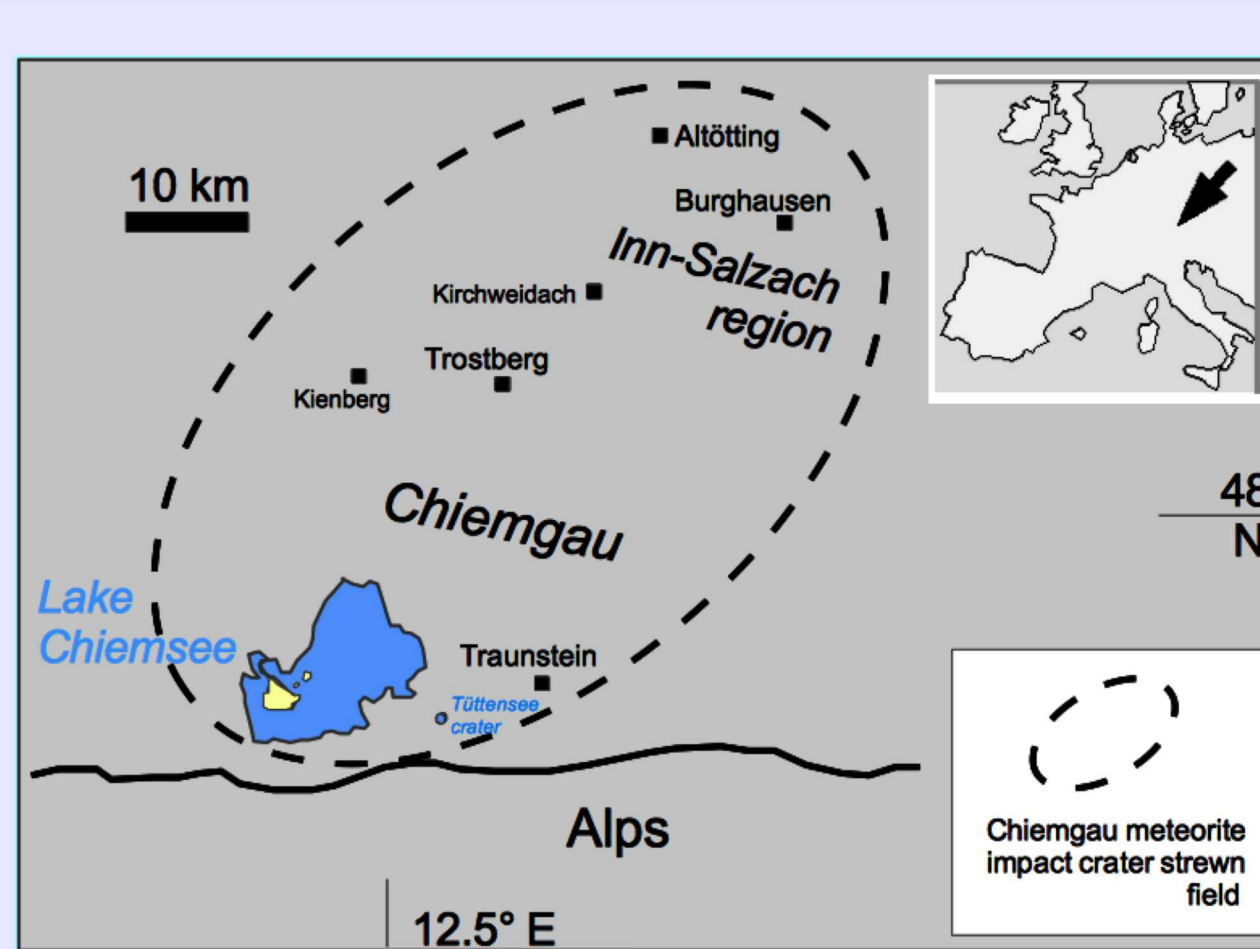 Altötting
10 km
Burghausen
Inn-Salzach
region
Kirchweidach
Trostberg
Kienberg
Chiemgau
48
N
Lake
Chiemsee
Traunstein
Tüttensee
crater
Alps
Chiemgau meteorite
impact crater strewn
field
12.5° E